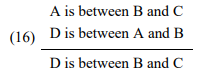 A is between B and C
(16) D is between A and B
D is between B and C